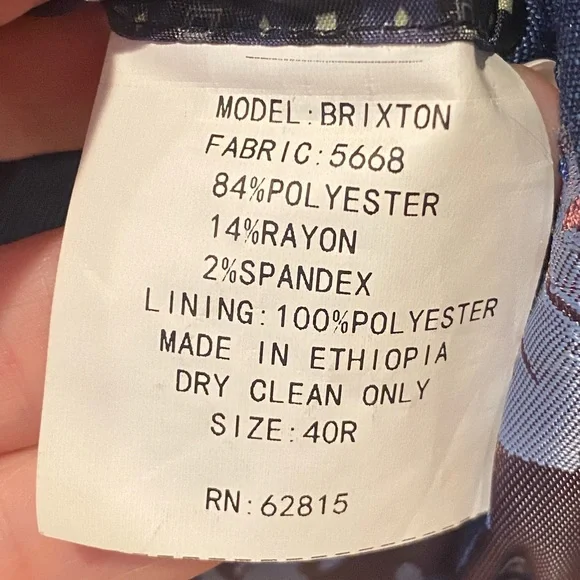 MODEL:BRIXTON
FABRIC:5668
84%POLYESTER
14%RAYON
2%SPANDEX
LINING:100%POLYESTER
MADE IN ETHIOPIA
DRY CLEAN ONLY
SIZE:40R
RN:62815